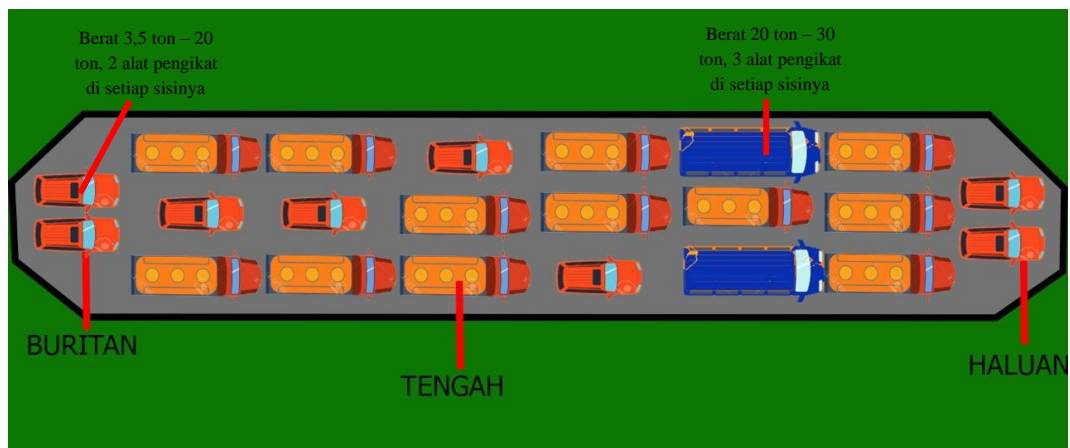 Berat 3,5 ton – 20
ton, 2 alat pengikat
di setiap sisinya
Berat 20 ton – 30
ton, 3 alat pengikat
di setiap sisinya
BURITAN
TENGAH
HALUAN